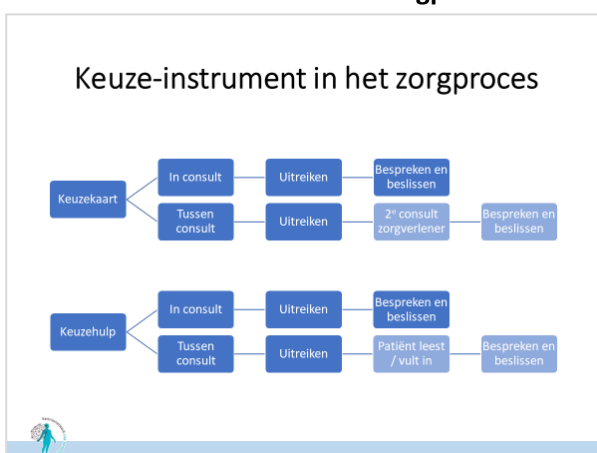 Keuze-instrument in het zorgproces
Keuzekaart
In consult
Uitreiken
Bespreken en
beslissen
Tussen
consult
Uitreiken
2e consult
zorgverlener
Bespreken en
beslissen
Keuzehulp
In consult
Uitreiken
Bespreken en
beslissen
Tussen
consult
Uitreiken
Patiënt leest
/ vult in
Bespreken en
beslissen